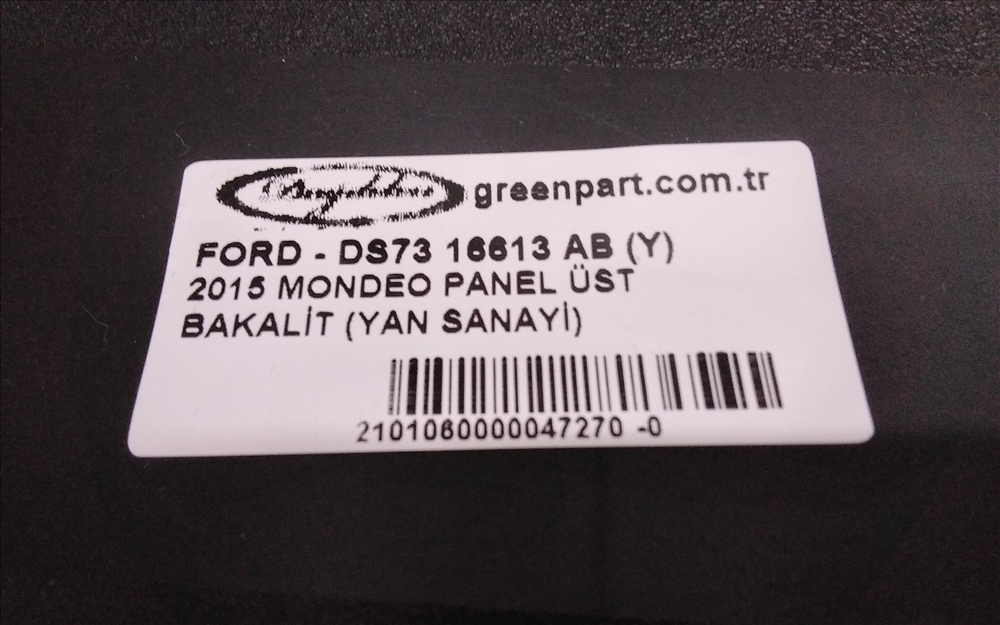 greenpart.com.tr
FORD - DS73 16613 AB (Y)
2015 MONDEO PANEL ÜST
BAKALİT (YAN SANAYİ)
2101060000047270 -0